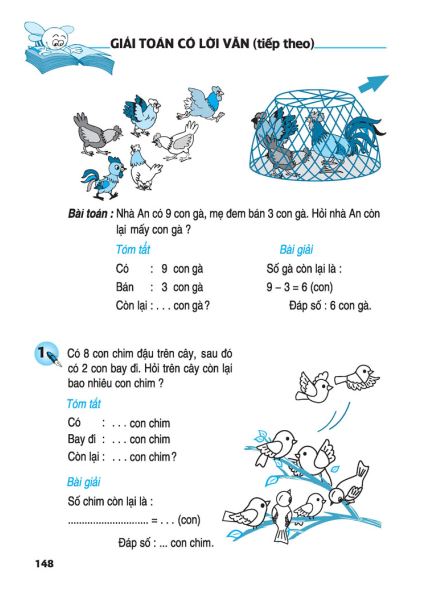 GIẢI TOÁN CÓ LỜI VĂN (tiếp theo)
Bài toán : Nhà An có 9 con gà, mẹ đem bán 3 con gà. Hỏi nhà An còn
lại mấy con gà ?
Tóm tắt
Có : 9 con gà
Bán : 3 con gà
Còn lại : . . . con gà ?
Bài giải
Số gà còn lại là :
9 – 3 = 6 (con)
Đáp số : 6 con gà.
1
Có 8 con chim đậu trên cây, sau đó
có 2 con bay đi. Hỏi trên cây còn lại
bao nhiêu con chim ?
Tóm tắt
Có : . . . con chim
Bay đi : . . . con chim
Còn lại : . . . con chim?
Bài giải
Số chim còn lại là :
.............................. = . . . (con)
Đáp số : ... con chim.
148